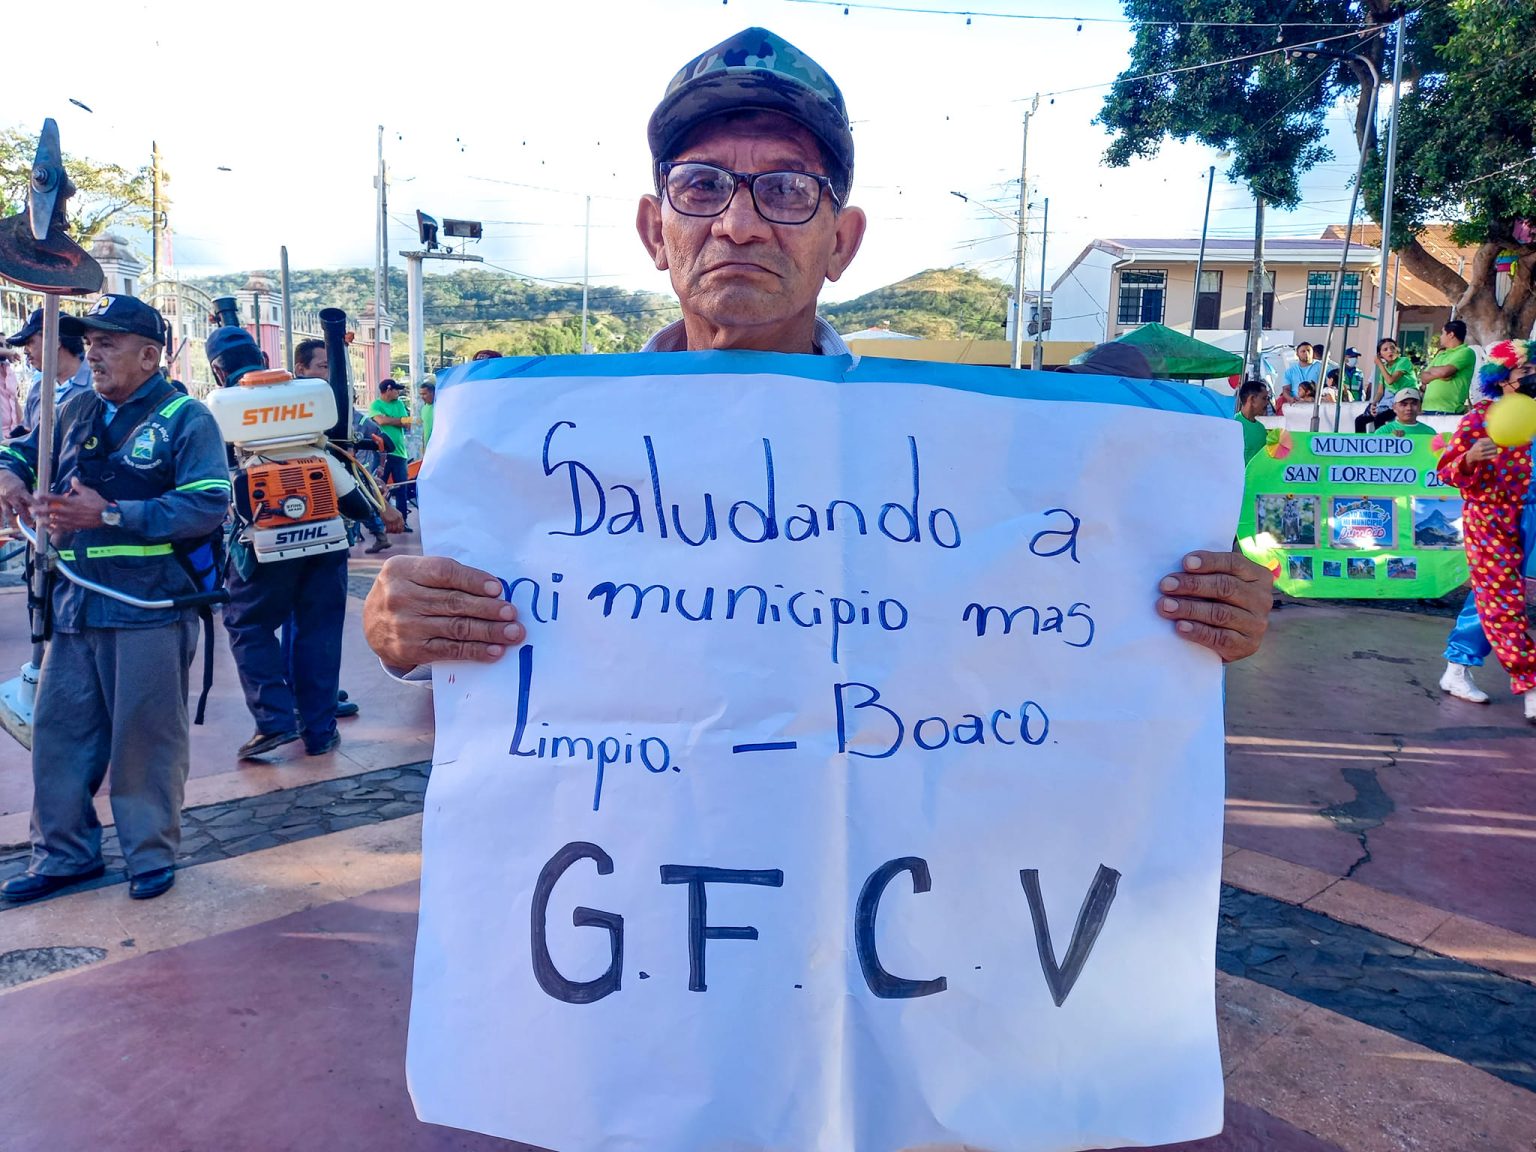 Saludando a
mi municipio mas
Limpio. – Boaco.
G.F.C.V
STIHL
STIHL
MUNICIPIO
SAN LORENZO